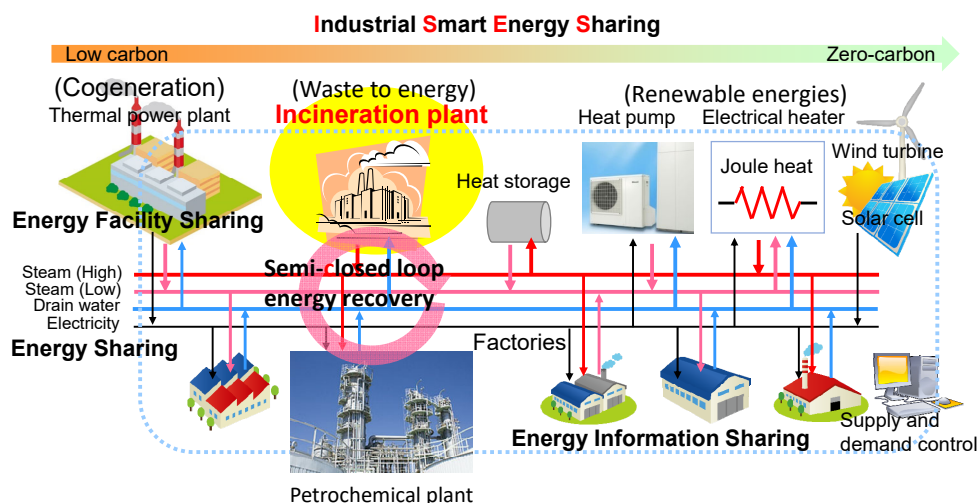 Industrial Smart Energy Sharing
Low carbon
Zero-carbon
(Cogeneration)
Thermal power plant
(Waste to energy)
Incineration plant
(Renewable energies)
Heat pump
Electrical heater
Heat storage
Joule heat
Wind turbine
Solar cell
Energy Facility Sharing
Steam (High)
Steam (Low)
Drain water
Electricity
Semi-closed loop
energy recovery
Energy Sharing
Factories
Energy Information Sharing
Supply and
demand control
Petrochemical plant